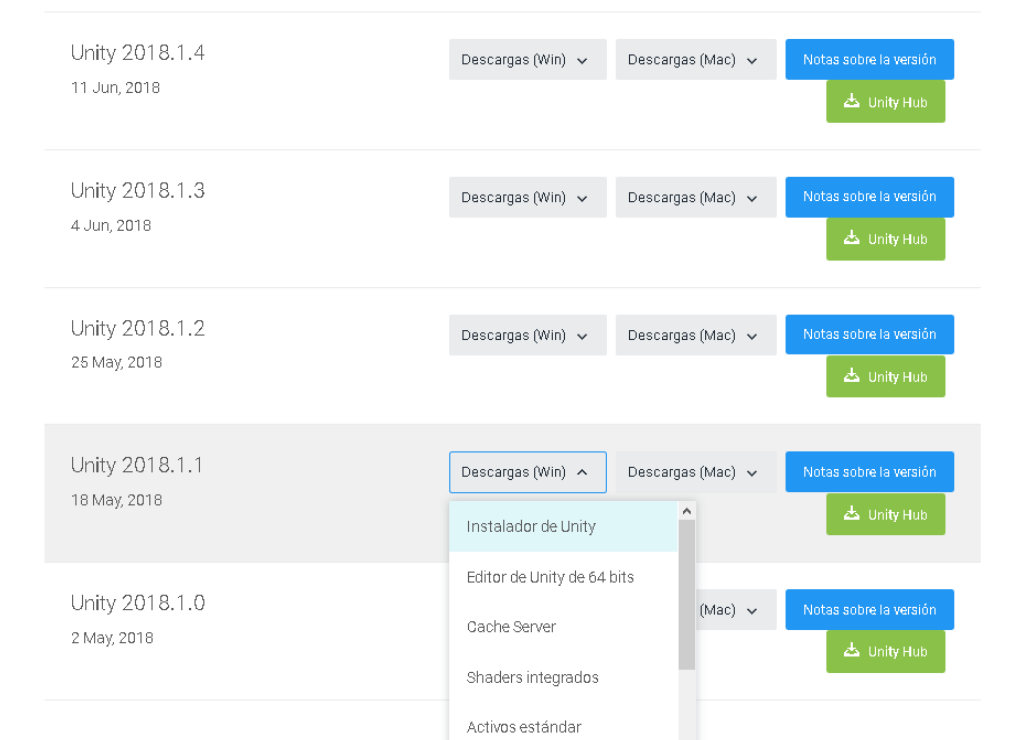 Unity 2018.1.4
11 Jun, 2018
Descargas (Win)
Descargas (Mac)
Notas sobre la versión
Unity Hub
Unity 2018.1.3
4 Jun, 2018
Descargas (Win)
Descargas (Mac)
Notas sobre la versión
Unity Hub
Unity 2018.1.2
25 May, 2018
Descargas (Win)
Descargas (Mac)
Notas sobre la versión
Unity Hub
Unity 2018.1.1
18 May, 2018
Descargas (Win)
Descargas (Mac)
Notas sobre la versión
Unity Hub
Instalador de Unity
Editor de Unity de 64 bits
Cache Server
Shaders integrados
Activos estándar
Unity 2018.1.0
2 May, 2018
(Mac)
Notas sobre la versión
Unity Hub